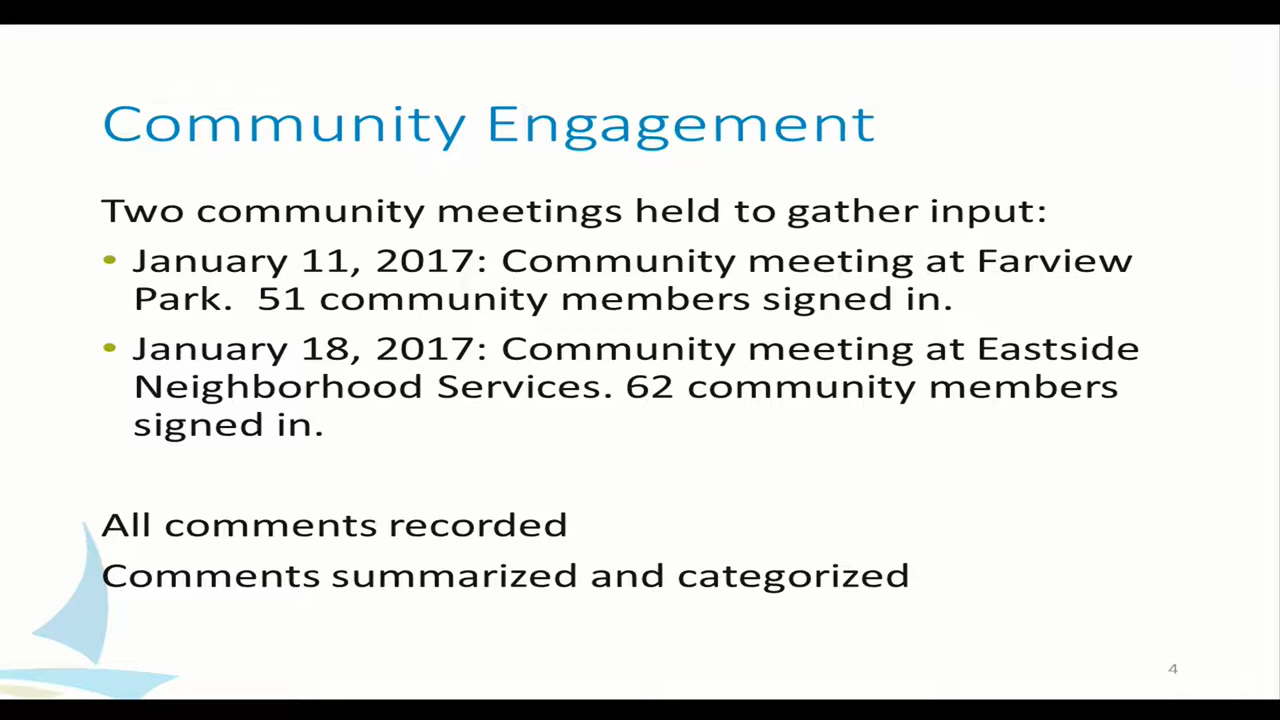 Community Engagement
Two community meetings held to gather input:
• January 11, 2017: Community meeting at Farview
Park.  51 community members signed in.
• January 18, 2017: Community meeting at Eastside
Neighborhood Services. 62 community members
signed in.
All comments recorded
Comments summarized and categorized
4